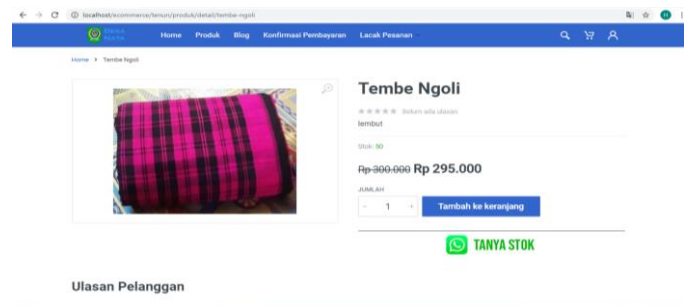 localhost/ecommerce/tenun/produk/detail/tembe-ngoli
Home Produk Blog Konfirmasi Pembayaran Lacak Pesanan
Home > Tembe Ngoli
Tembe Ngoli
Belum ada ulasan
lembut
Stok: 50
Rp 300.000 Rp 295.000
JUMLAH
- 1 + Tambah ke keranjang
TANYA STOK
Ulasan Pelanggan